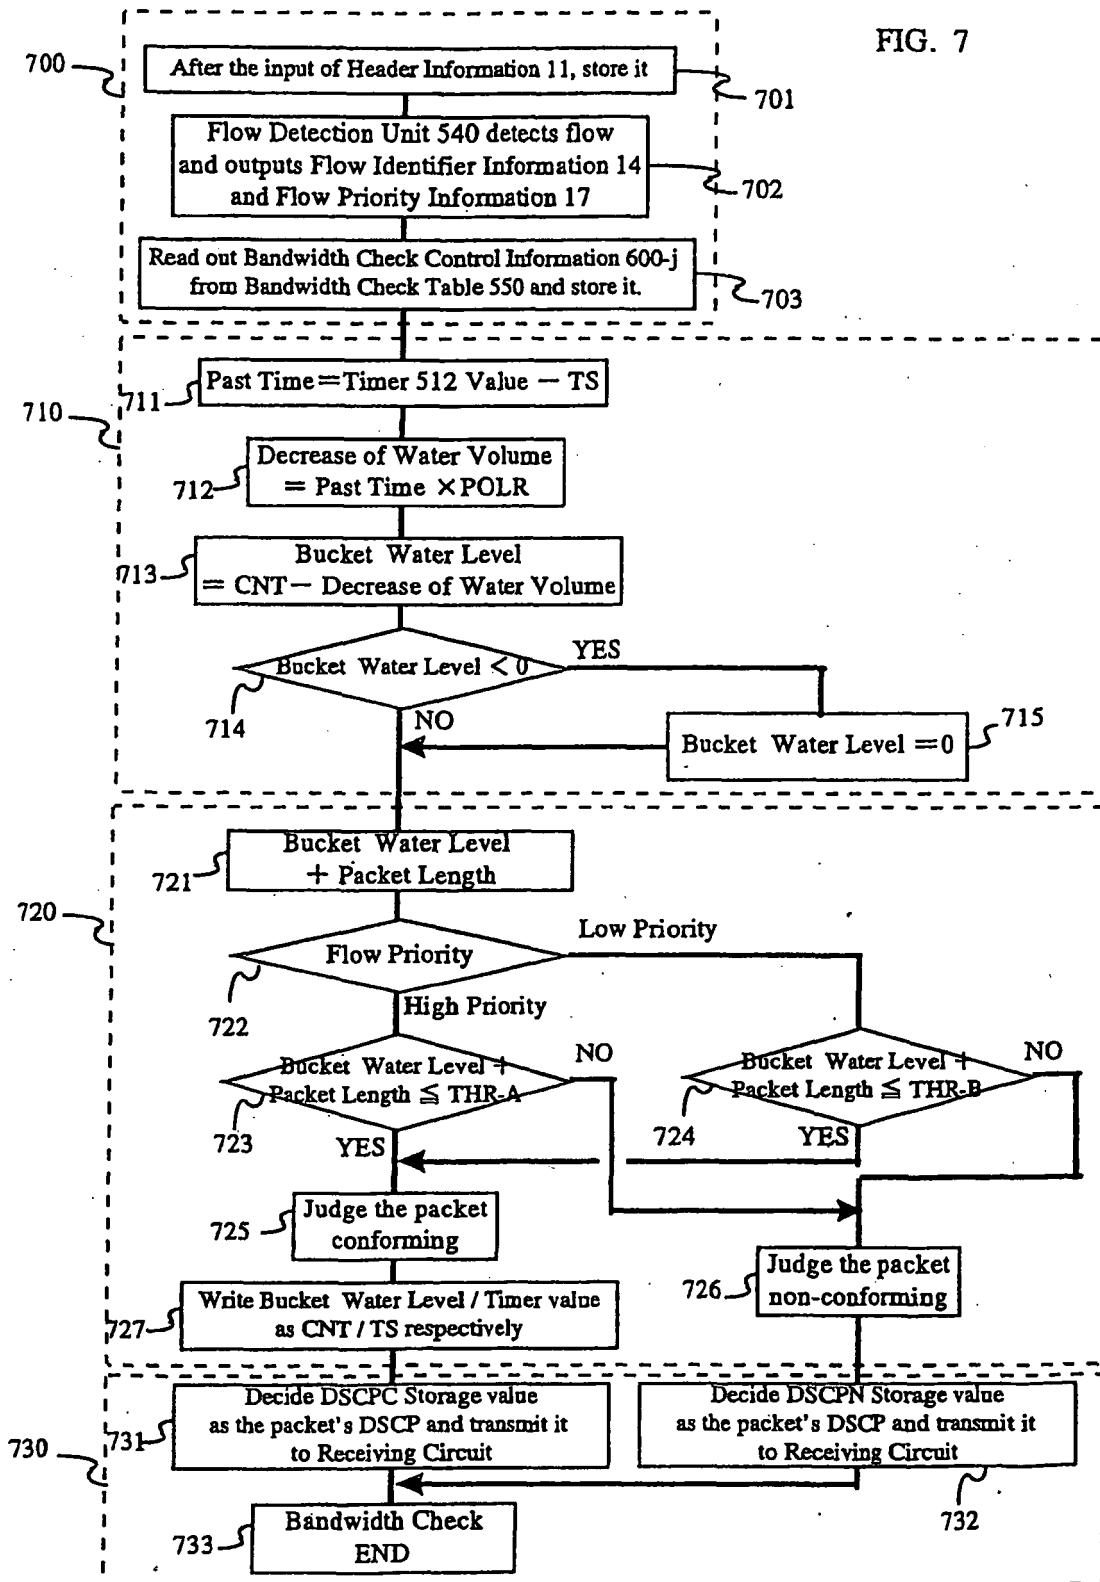 FIG. 7
700
After the input of Header Information 11, store it
701
Flow Detection Unit 540 detects flow
and outputs Flow Identifier Information 14
and Flow Priority Information 17
702
Read out Bandwidth Check Control Information 600-j
from Bandwidth Check Table 550 and store it.
703
710
711
Past Time=Timer 512 Value − TS
712
Decrease of Water Volume
= Past Time ×POLR
713
Bucket Water Level
= CNT− Decrease of Water Volume
Bucket Water Level < 0
YES
714
NO
715
Bucket Water Level =0
720
721
Bucket Water Level
+ Packet Length
Flow Priority
Low Priority
722
High Priority
Bucket Water Level +
Packet Length ≦ THR-A
NO
723
YES
Bucket Water Level +
Packet Length ≦ THR-B
NO
724
YES
725
Judge the packet
conforming
726
Judge the packet
non-conforming
727
Write Bucket Water Level / Timer value
as CNT / TS respectively
730
731
Decide DSCPC Storage value
as the packet's DSCP and transmit it
to Receiving Circuit
Decide DSCPN Storage value
as the packet's DSCP and transmit it
to Receiving Circuit
732
733
Bandwidth Check
END